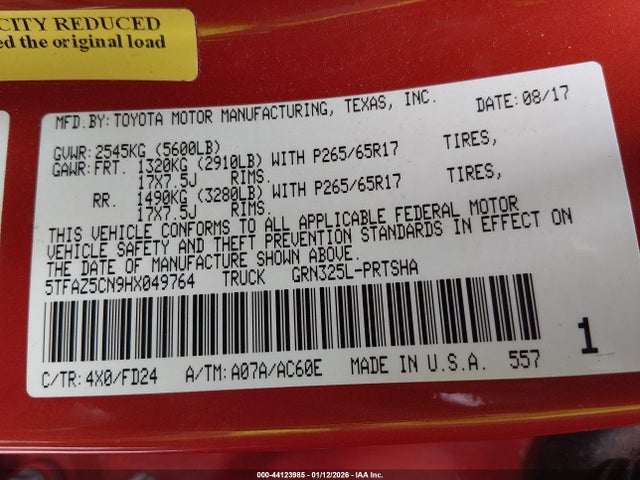 CITY REDUCED
ed the original load
MFD.BY: TOYOTA MOTOR MANUFACTURING, TEXAS, INC. DATE: 08/17
GVWR: 2545KG (5600LB)
GAWR: FRT. 1320KG (2910LB) WITH P265/65R17 TIRES,
17X7.5J RIMS.
RR. 1490KG (3280LB) WITH P265/65R17 TIRES,
17X7.5J RIMS.
THIS VEHICLE CONFORMS TO ALL APPLICABLE FEDERAL MOTOR
VEHICLE SAFETY AND THEFT PREVENTION STANDARDS IN EFFECT ON
THE DATE OF MANUFACTURE SHOWN ABOVE.
5TFAZ5CN9HX049764 TRUCK GRN325L-PRTSHA
1
C/TR: 4X0/FD24 A/TM: A07A/AC60E MADE IN U.S.A. 557
000-44123985 - 01/12/2026 - IAA Inc.